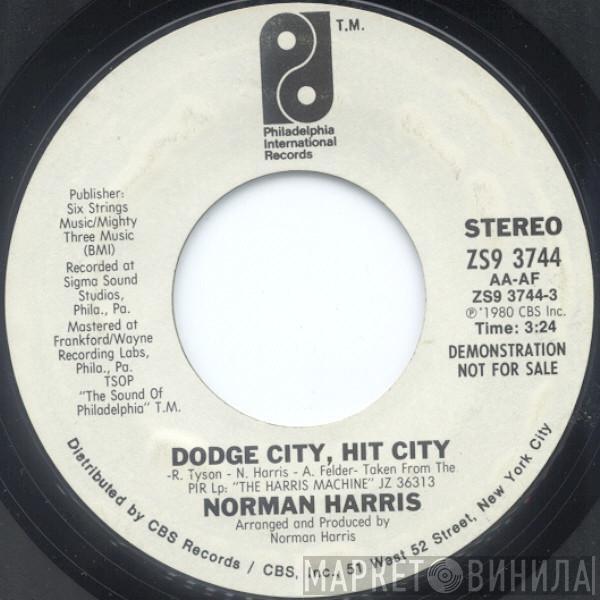 T.M.
Philadelphia
International
Records
Publisher:
Six Strings
Music/Mighty
Three Music
(BMI)
Recorded at
Sigma Sound
Studios,
Phila., Pa.
Mastered at
Frankford/Wayne
Recording Labs,
Phila., Pa.
TSOP
"The Sound Of
Philadelphia" T.M.
STEREO
ZS9 3744
AA-AF
ZS9 3744-3
℗ '1980 CBS Inc.
Time: 3:24
DEMONSTRATION
NOT FOR SALE
DODGE CITY, HIT CITY
-R. Tyson - N. Harris - A. Felder- Taken From The
PIR Lp: "THE HARRIS MACHINE" JZ 36313
NORMAN HARRIS
Arranged and Produced by
Norman Harris
Distributed by CBS Records / CBS, Inc., 51 West 52 Street, New York City
МАРКЕТ ВИНИЛА